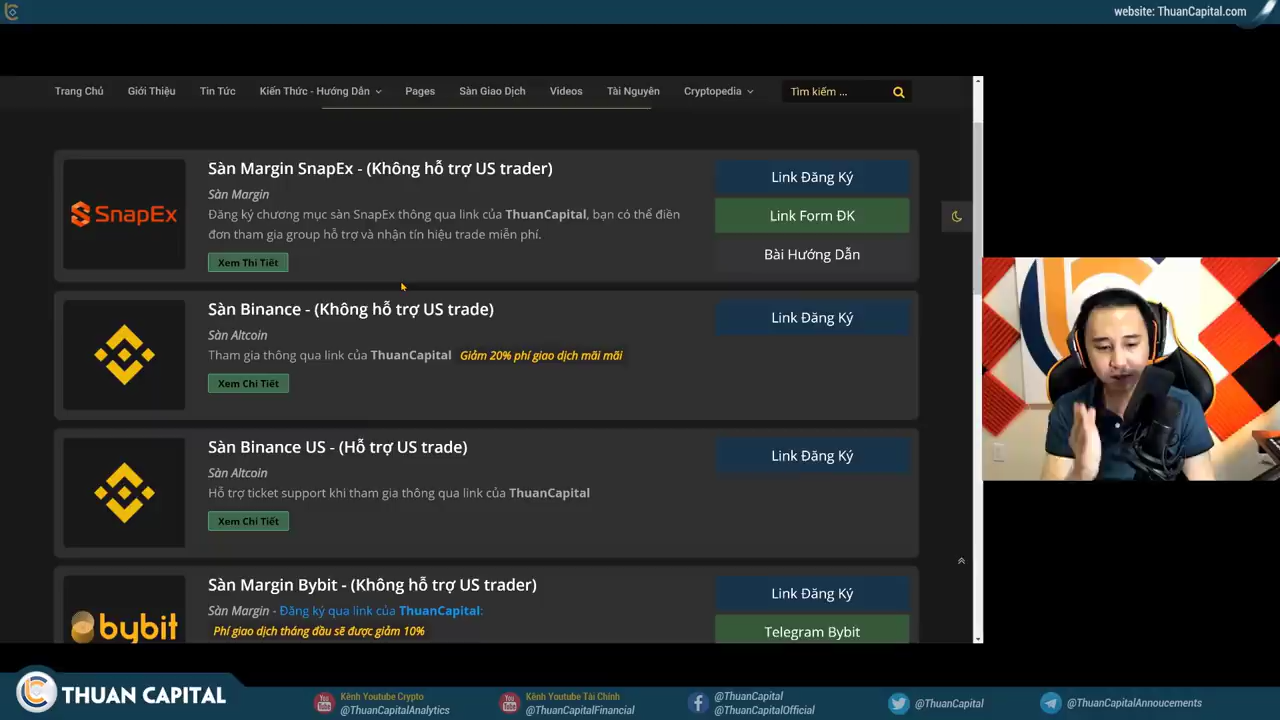 website: ThuanCapital.com
Trang Chủ Giới Thiệu Tin Tức Kiến Thức - Hướng Dẫn Pages Sàn Giao Dịch Videos Tài Nguyên Cryptopedia Tìm kiếm ...
Sàn Margin SnapEx - (Không hỗ trợ US trader)
Sàn Margin
Đăng ký chương mục sàn SnapEx thông qua link của ThuanCapital, bạn có thể điền
đơn tham gia group hỗ trợ và nhận tín hiệu trade miễn phí.
Xem Thi Tiết
SnapEx
Link Đăng Ký
Link Form ĐK
Bài Hướng Dẫn
Sàn Binance - (Không hỗ trợ US trade)
Sàn Altcoin
Tham gia thông qua link của ThuanCapital Giảm 20% phí giao dịch mãi mãi
Xem Chi Tiết
Link Đăng Ký
Sàn Binance US - (Hỗ trợ US trade)
Sàn Altcoin
Hỗ trợ ticket support khi tham gia thông qua link của ThuanCapital
Xem Chi Tiết
Link Đăng Ký
Sàn Margin Bybit - (Không hỗ trợ US trader)
Sàn Margin - Đăng ký qua link của ThuanCapital:
Phí giao dịch tháng đầu sẽ được giảm 10%
bybit
Link Đăng Ký
Telegram Bybit
THUAN CAPITAL
Kênh Youtube Crypto
@ThuanCapitalAnalytics
Kênh Youtube Tài Chính
@ThuanCapitalFinancial
@ThuanCapital
@ThuanCapitalOfficial
@ThuanCapital
@ThuanCapitalAnnoucements